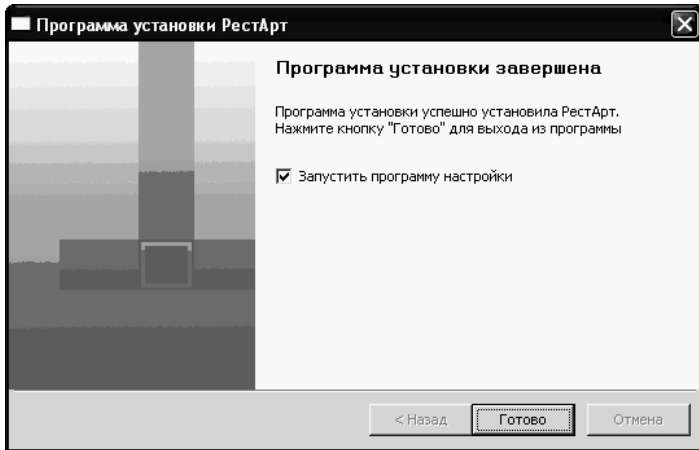 Программа установки РестАрт
Программа установки завершена
Программа установки успешно установила РестАрт.
Нажмите кнопку "Готово" для выхода из программы
Запустить программу настройки
< Назад
Готово
Отмена